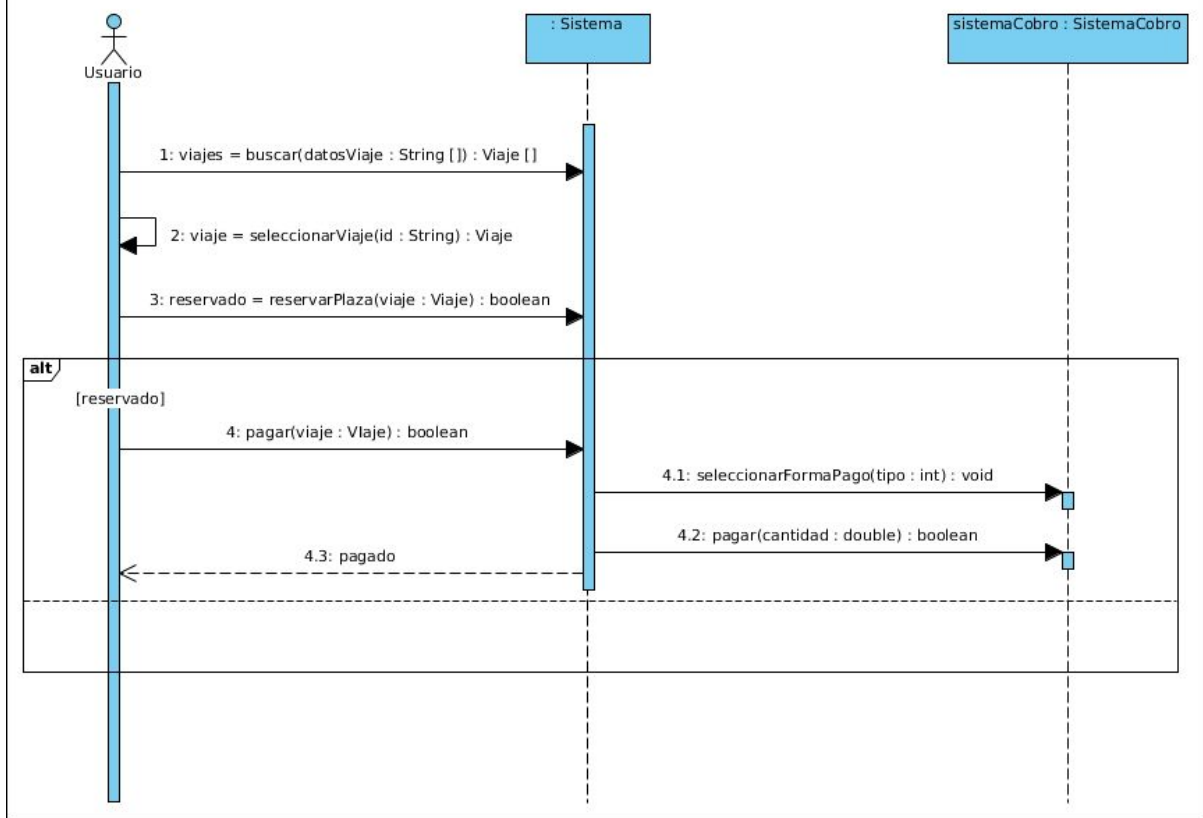 : Sistema
sistemaCobro : SistemaCobro
Usuario
1: viajes = buscar(datosViaje : String []) : Viaje []
2: viaje = seleccionarViaje(id : String) : Viaje
3: reservado = reservarPlaza(viaje : Viaje) : boolean
alt
[reservado]
4: pagar(viaje : VIaje) : boolean
4.1: seleccionarFormaPago(tipo : int) : void
4.2: pagar(cantidad : double) : boolean
4.3: pagado